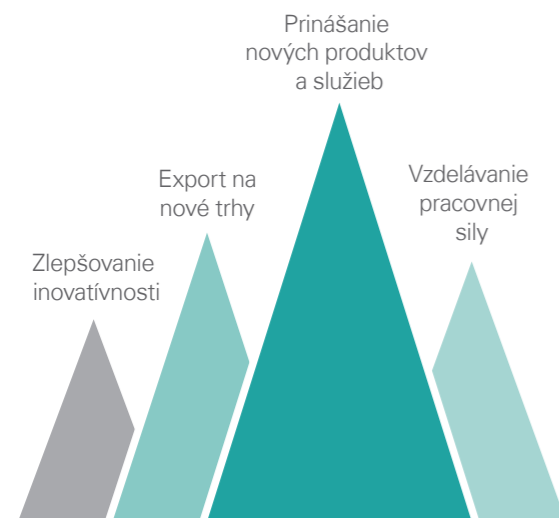 Prinášanie
nových produktov
a služieb
Export na
nové trhy
Vzdelávanie
pracovnej
sily
Zlepšovanie
inovatívnosti